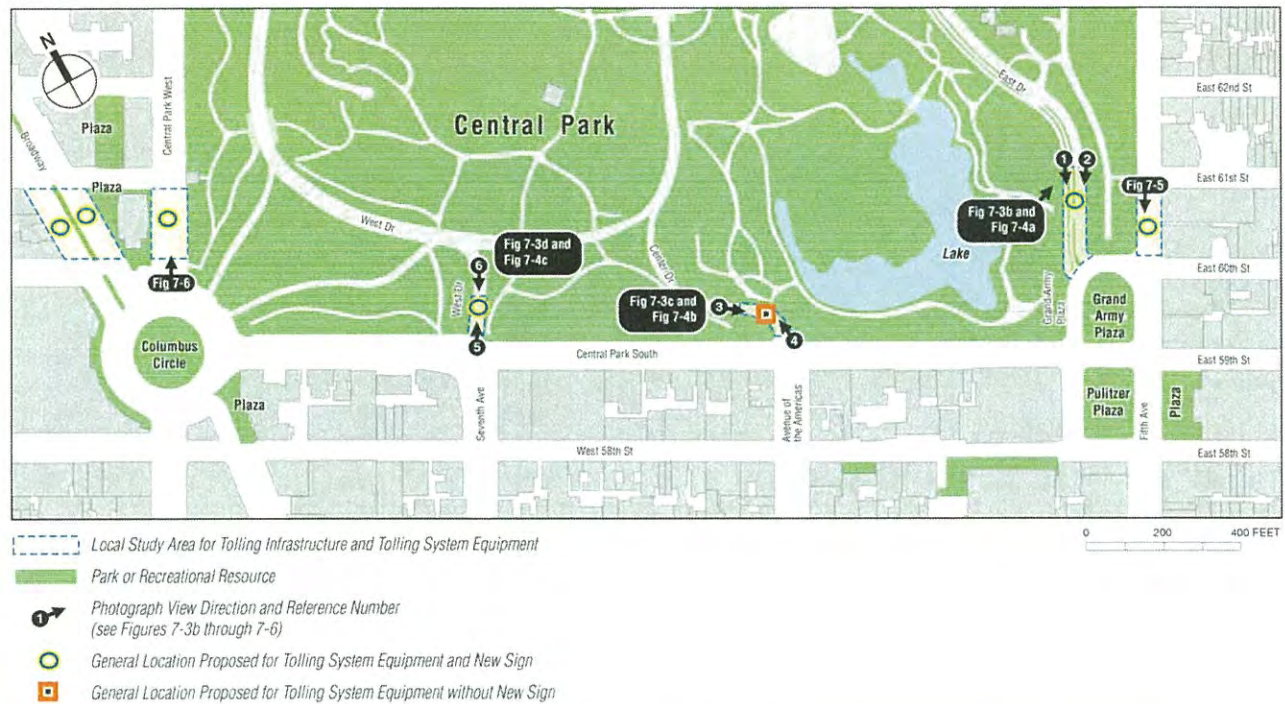 N
Broadway
Plaza
Central Park West
Plaza
Central Park
East Dr
East 62nd St
East 61st St
East 60th St
East 59th St
East 58th St
1
2
Fig 7-5
Fig 7-3b and
Fig 7-4a
Lake
Grand Army
Plaza
Grand
Army
Plaza
Pulitzer
Plaza
Fifth Ave
Plaza
West Dr
Fig 7-3d and
Fig 7-4c
6
West Dr
5
Center Dr
Fig 7-3c and
Fig 7-4b
3
4
Fig 7-6
Columbus
Circle
Plaza
Central Park South
Seventh Ave
Avenue of
the Americas
West 58th St
0 200 400 FEET
Local Study Area for Tolling Infrastructure and Tolling System Equipment
Park or Recreational Resource
1
Photograph View Direction and Reference Number
(see Figures 7-3b through 7-6)
General Location Proposed for Tolling System Equipment and New Sign
General Location Proposed for Tolling System Equipment without New Sign